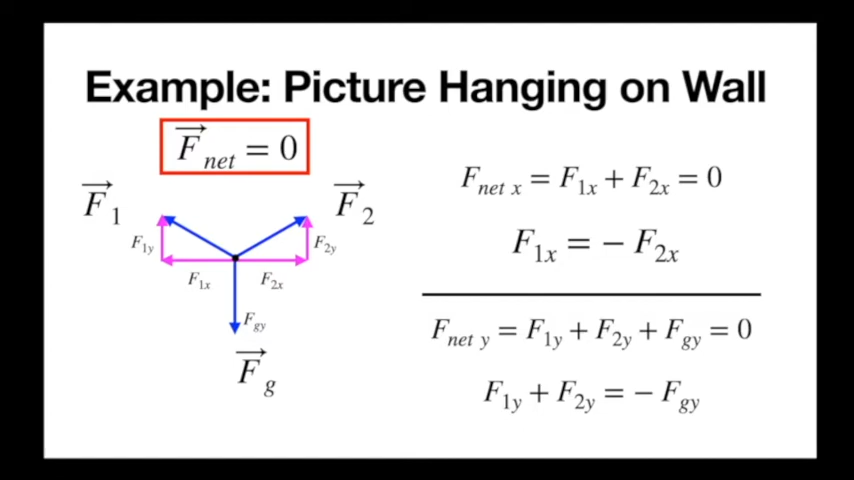 Example: Picture Hanging on Wall
F⃗ net = 0
F⃗ 1
F⃗ 2
F1y
F2y
F1x
F2x
Fgy
F⃗ g
Fnet x = F1x + F2x = 0
F1x = − F2x
Fnet y = F1y + F2y + Fgy = 0
F1y + F2y = − Fgy